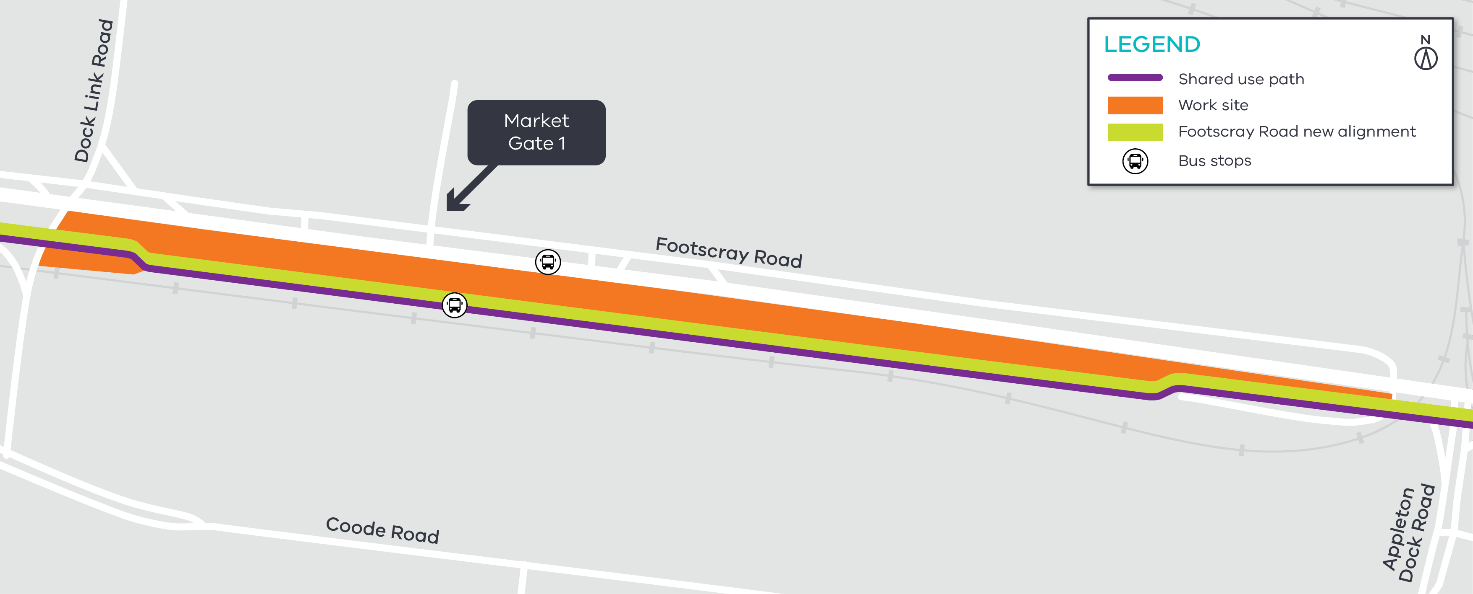 Dock Link Road
Market
Gate 1
LEGEND
N
Shared use path
Work site
Footscray Road new alignment
Bus stops
Footscray Road
Coode Road
Appleton
Dock Road